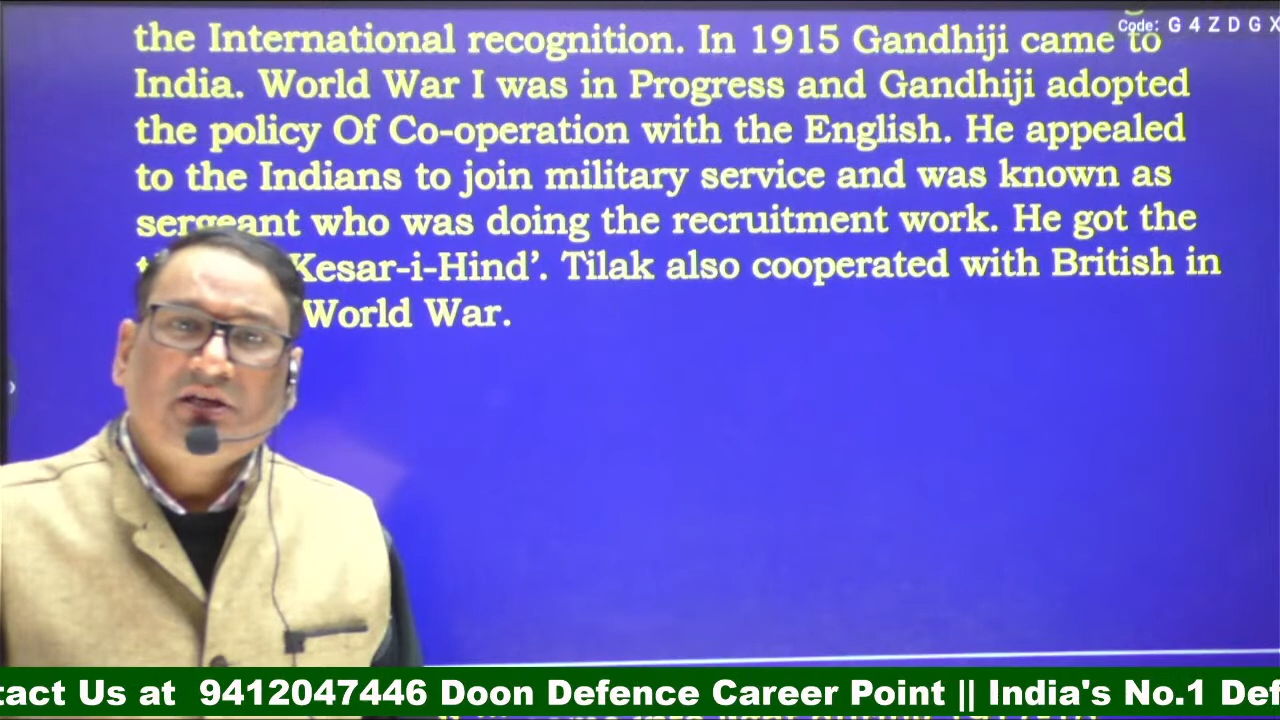 Code: G 4 Z D G X
the International recognition. In 1915 Gandhiji came to
India. World War I was in Progress and Gandhiji adopted
the policy Of Co-operation with the English. He appealed
to the Indians to join military service and was known as
sergeant who was doing the recruitment work. He got the
Kesar-i-Hind’. Tilak also cooperated with British in
World War.
tact Us at 9412047446 Doon Defence Career Point || India's No.1 Def